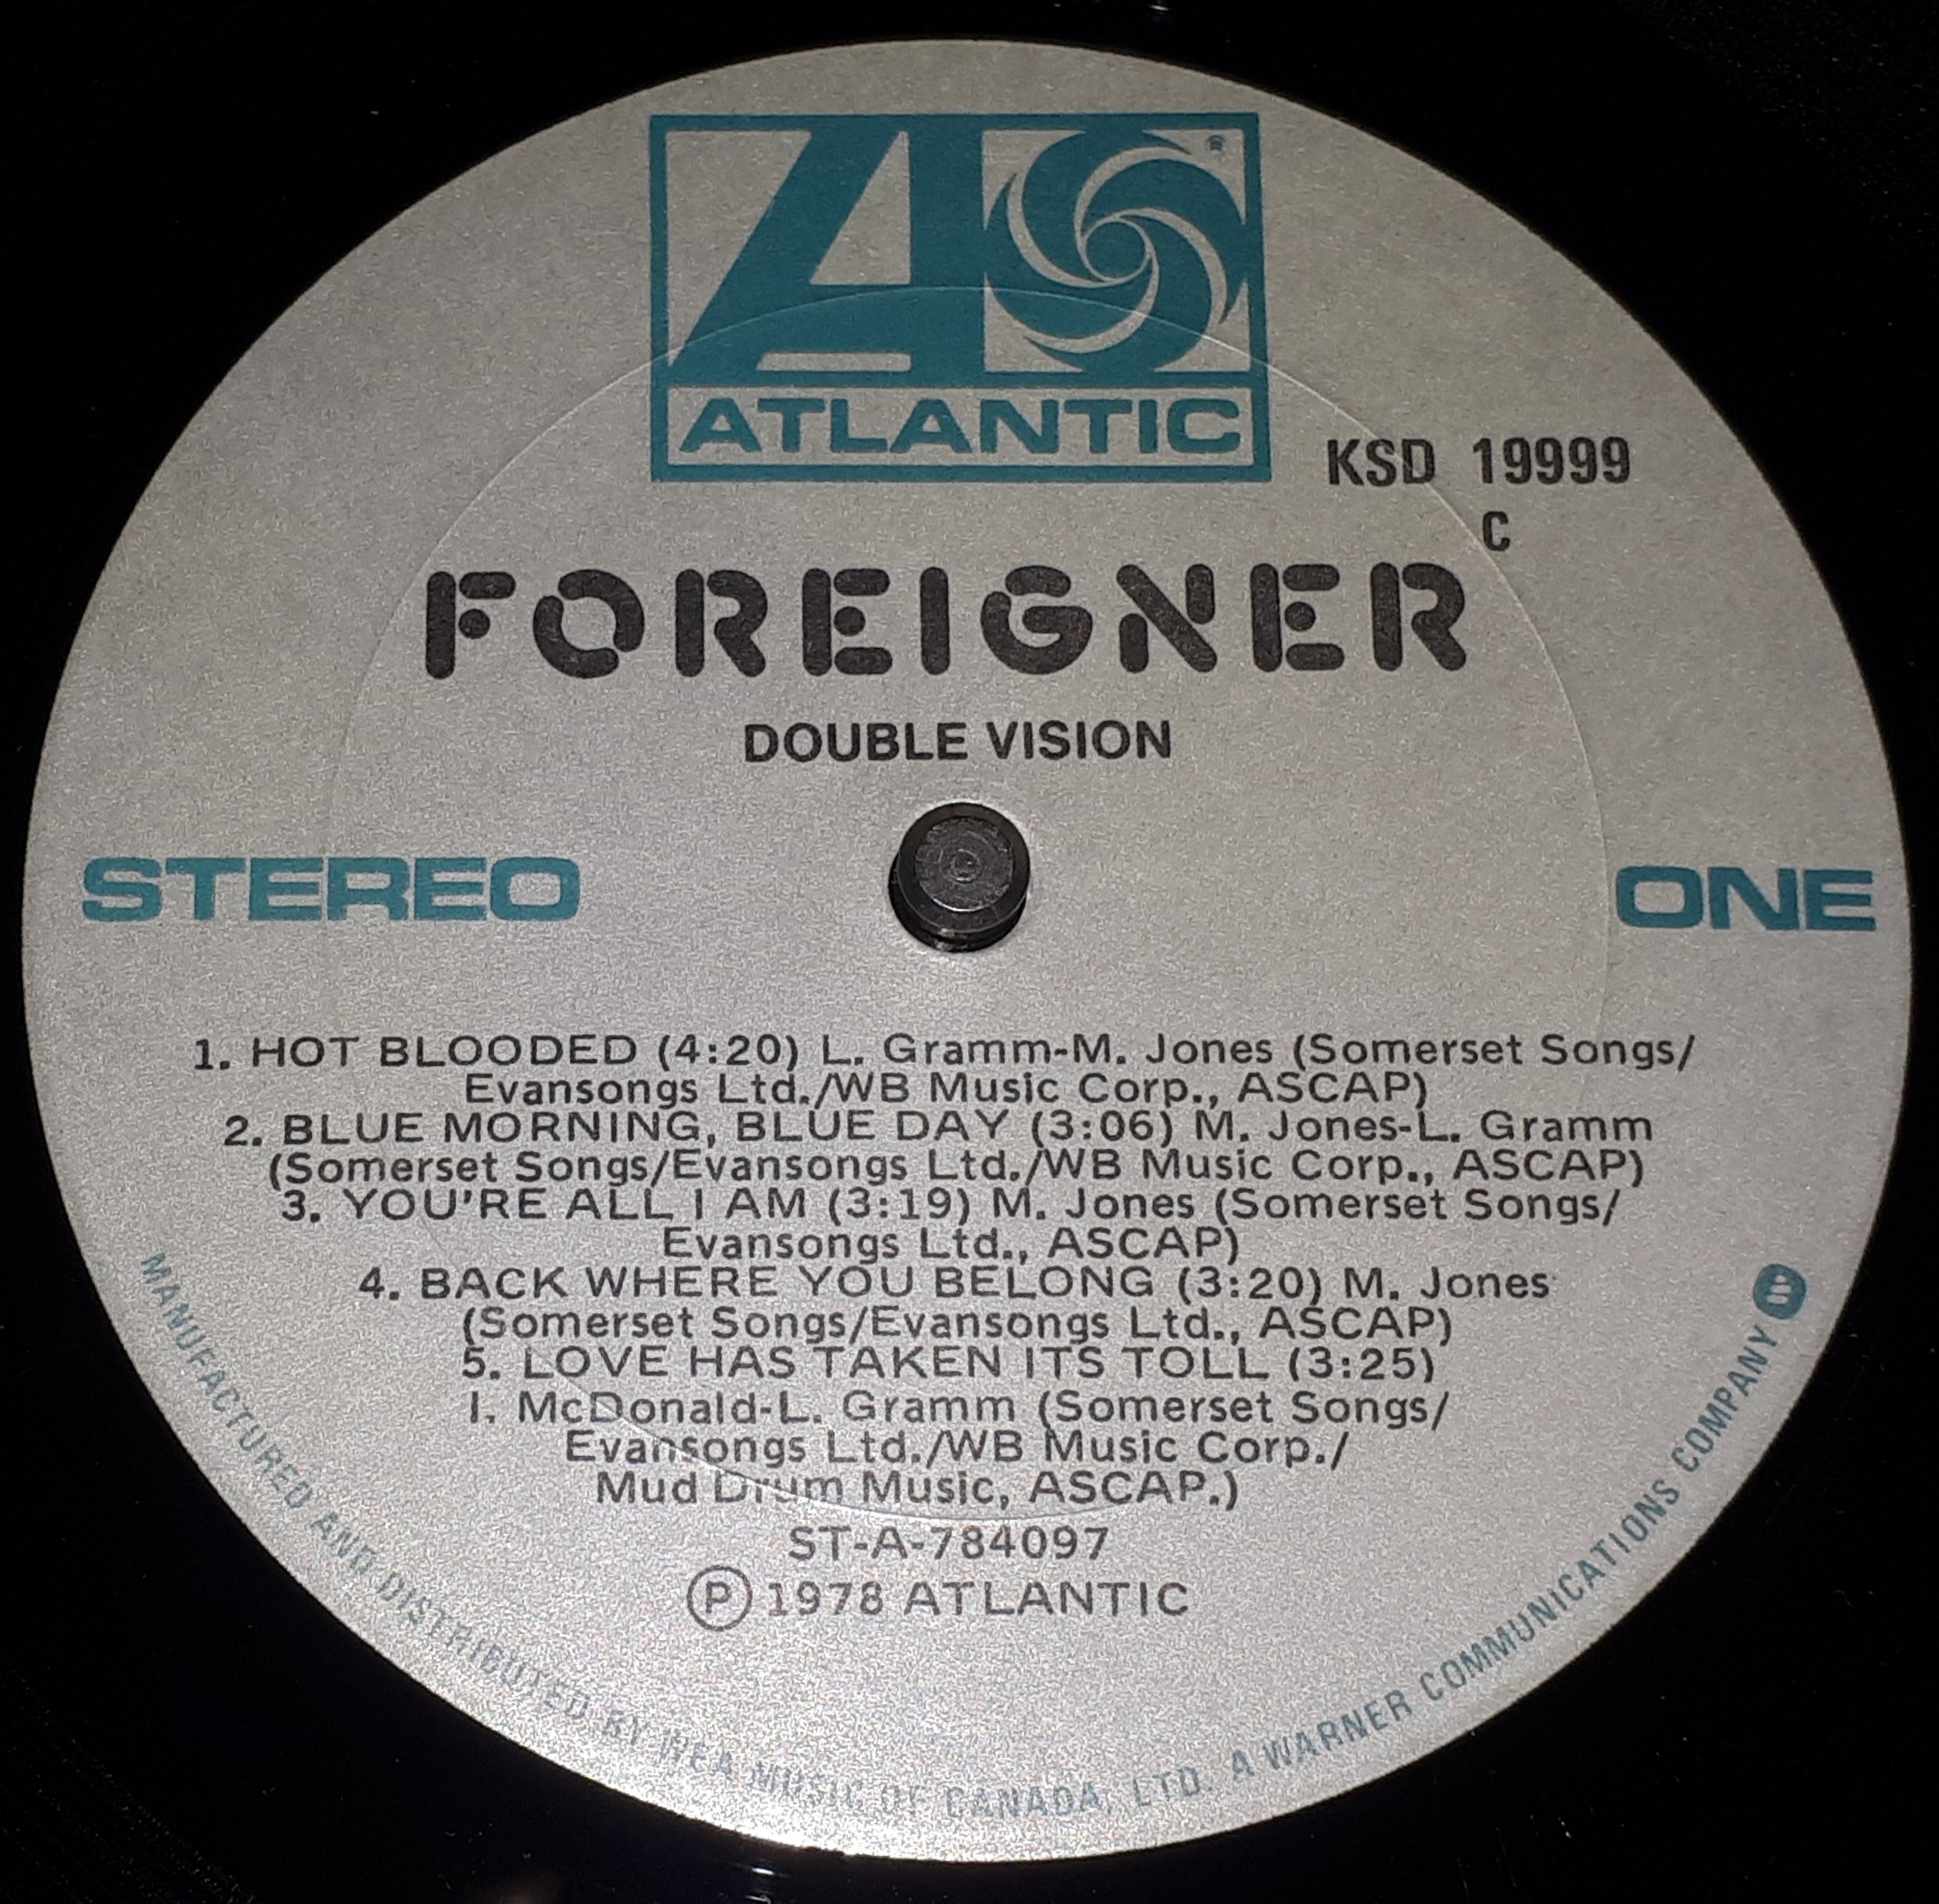 ATLANTIC
KSD 19999
C
FOREIGNER
DOUBLE VISION
STEREO
ONE
1. HOT BLOODED (4:20) L. Gramm-M. Jones (Somerset Songs/
Evansongs Ltd./WB Music Corp., ASCAP)
2. BLUE MORNING, BLUE DAY (3:06) M. Jones-L. Gramm
(Somerset Songs/Evansongs Ltd./WB Music Corp., ASCAP)
3. YOU'RE ALL I AM (3:19) M. Jones (Somerset Songs/
Evansongs Ltd., ASCAP)
4. BACK WHERE YOU BELONG (3:20) M. Jones
(Somerset Songs/Evansongs Ltd., ASCAP)
5. LOVE HAS TAKEN ITS TOLL (3:25)
I. McDonald-L. Gramm (Somerset Songs/
Evansongs Ltd./WB Music Corp./
Mud Drum Music, ASCAP.)
ST-A-784097
Ⓟ 1978 ATLANTIC
MANUFACTURED AND DISTRIBUTED BY WEA MUSIC OF CANADA, LTD. A WARNER COMMUNICATIONS COMPANY